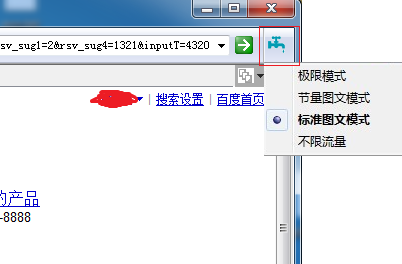 rsv_sug1=2&rsv_sug4=1321&inputT=4320
极限模式
节量图文模式
标准图文模式
不限流量
搜索设置 | 百度首页
的产品
-8888